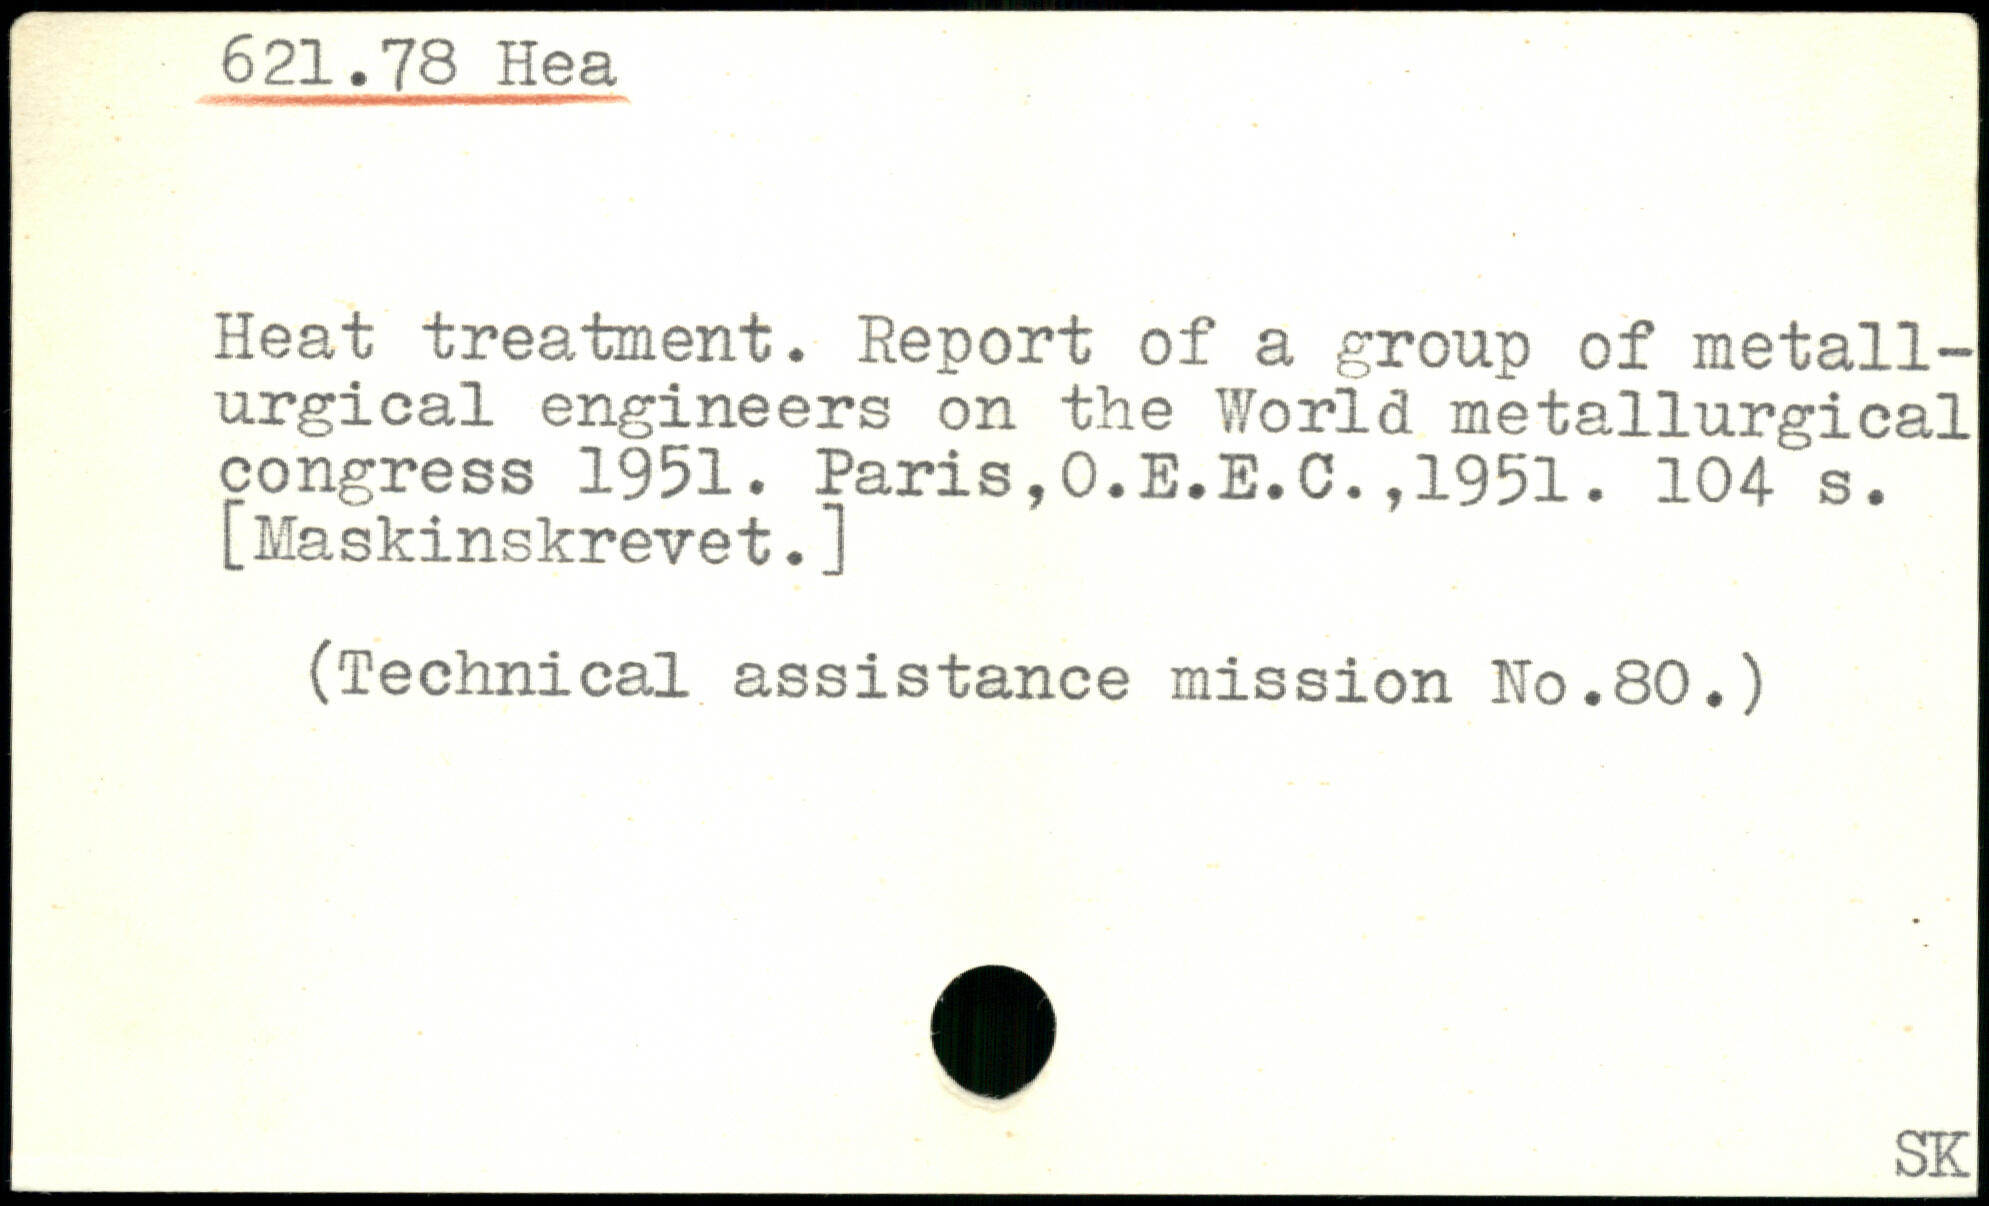 621.78 Hea
Heat treatment. Report of a group of metall-
urgical engineers on the World metallurgical
congress 1951. Paris,O.E.E.C.,1951. 104 s.
[Maskinskrevet.]
(Technical assistance mission No.80.)
SK